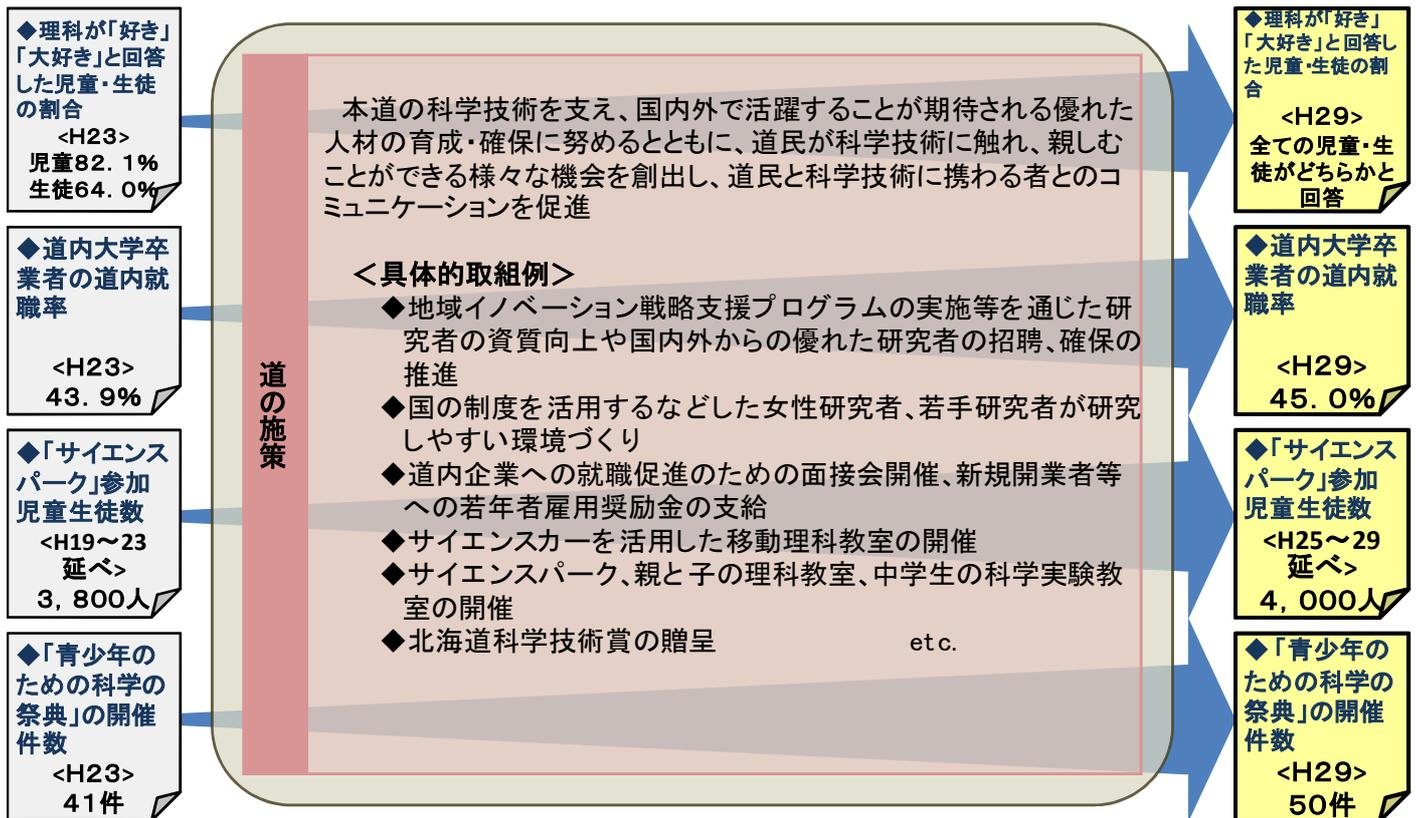 ◆理科が「好き」
「大好き」と回答
した児童・生徒
の割合
<H23>
児童82．1%
生徒64．0%
◆道内大学卒
業者の道内就
職率
<H23>
43．9%
◆「サイエンス
パーク」参加
児童生徒数
<H19～23
延べ>
3，800人
◆「青少年の
ための科学の
祭典」の開催
件数
<H23>
41件
道の施策
本道の科学技術を支え、国内外で活躍することが期待される優れた
人材の育成・確保に努めるとともに、道民が科学技術に触れ、親しむ
ことができる様々な機会を創出し、道民と科学技術に携わる者とのコ
ミュニケーションを促進
＜具体的取組例＞
◆地域イノベーション戦略支援プログラムの実施等を通じた研
究者の資質向上や国内外からの優れた研究者の招聘、確保の
推進
◆国の制度を活用するなどした女性研究者、若手研究者が研究
しやすい環境づくり
◆道内企業への就職促進のための面接会開催、新規開業者等
への若年者雇用奨励金の支給
◆サイエンスカーを活用した移動理科教室の開催
◆サイエンスパーク、親と子の理科教室、中学生の科学実験教
室の開催
◆北海道科学技術賞の贈呈 etc.
◆理科が「好き」
「大好き」と回答し
た児童・生徒の割
合
<H29>
全ての児童・生
徒がどちらかと
回答
◆道内大学卒
業者の道内就
職率
<H29>
45．0%
◆「サイエンス
パーク」参加
児童生徒数
<H25～29
延べ>
4，000人
◆「青少年の
ための科学の
祭典」の開催
件数
<H29>
50件